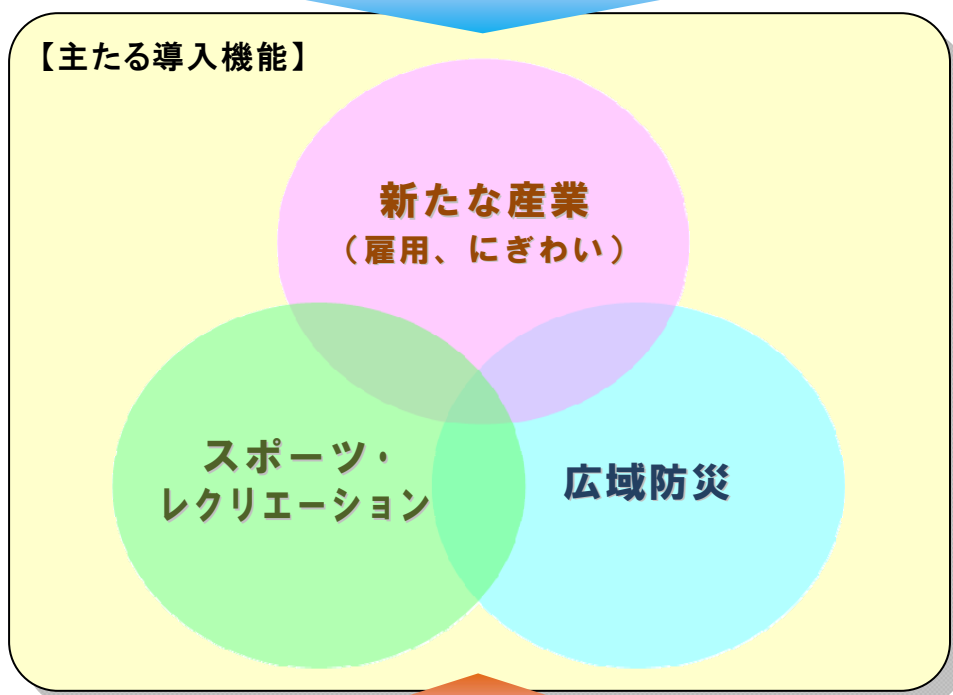 【主たる導入機能】
新たな産業
（雇用、にぎわい）
スポーツ・
レクリエーション
広域防災